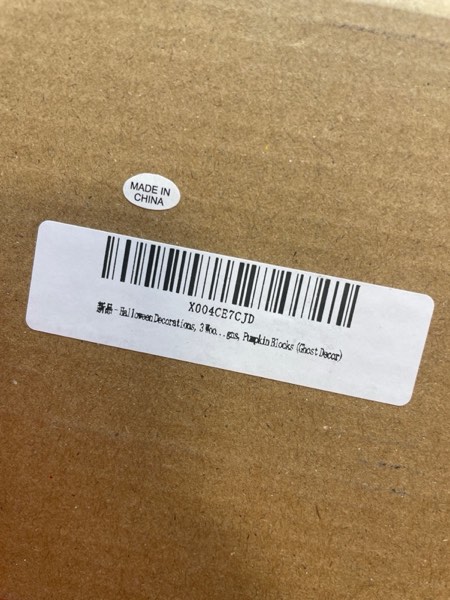 MADE IN
CHINA
X004CE7CJD
新品 - Halloween Decorations, 3 Woo...gns, Pumpkin Blocks (Ghost Decor)